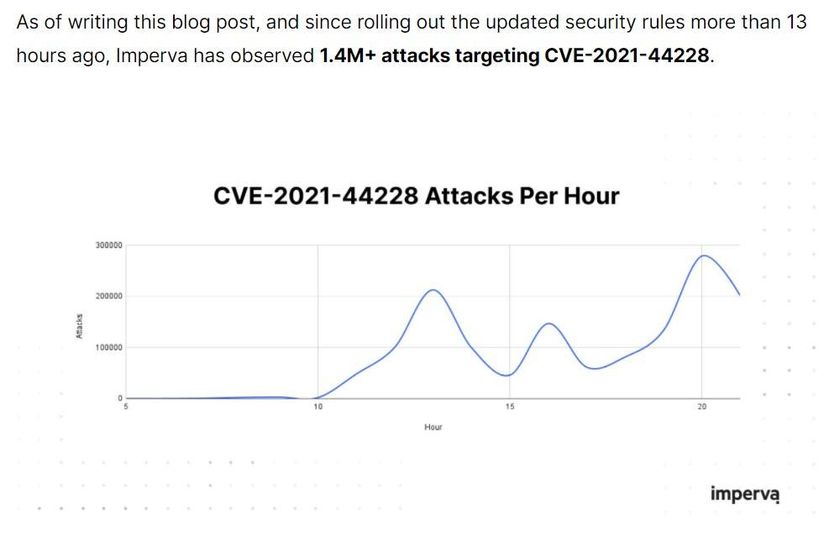 As of writing this blog post, and since rolling out the updated security rules more than 13
hours ago, Imperva has observed 1.4M+ attacks targeting CVE-2021-44228.
CVE-2021-44228 Attacks Per Hour
300000
200000
100000
0
Attacks
5 10 15 20
Hour
imperva